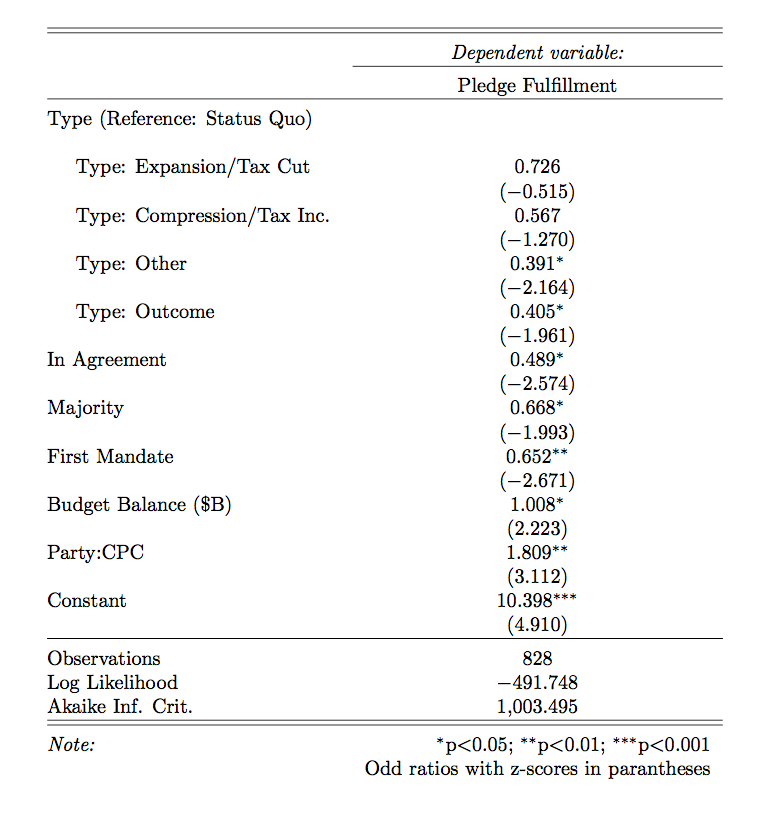 Dependent variable:
Pledge Fulfillment
Type (Reference: Status Quo)
Type: Expansion/Tax Cut 0.726
(−0.515)
Type: Compression/Tax Inc. 0.567
(−1.270)
Type: Other 0.391*
(−2.164)
Type: Outcome 0.405*
(−1.961)
In Agreement 0.489*
(−2.574)
Majority 0.668*
(−1.993)
First Mandate 0.652**
(−2.671)
Budget Balance ($B) 1.008*
(2.223)
Party:CPC 1.809**
(3.112)
Constant 10.398***
(4.910)
Observations 828
Log Likelihood −491.748
Akaike Inf. Crit. 1,003.495
Note: *p<0.05; **p<0.01; ***p<0.001
Odd ratios with z-scores in parantheses